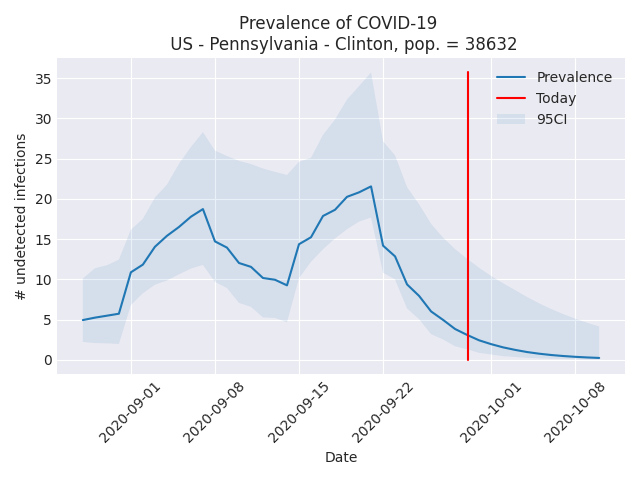 Prevalence of COVID-19
US - Pennsylvania - Clinton, pop. = 38632
Prevalence
Today
95CI
# undetected infections
35
30
25
20
15
10
5
0
2020-09-01
2020-09-08
2020-09-15
2020-09-22
2020-10-01
2020-10-08
Date